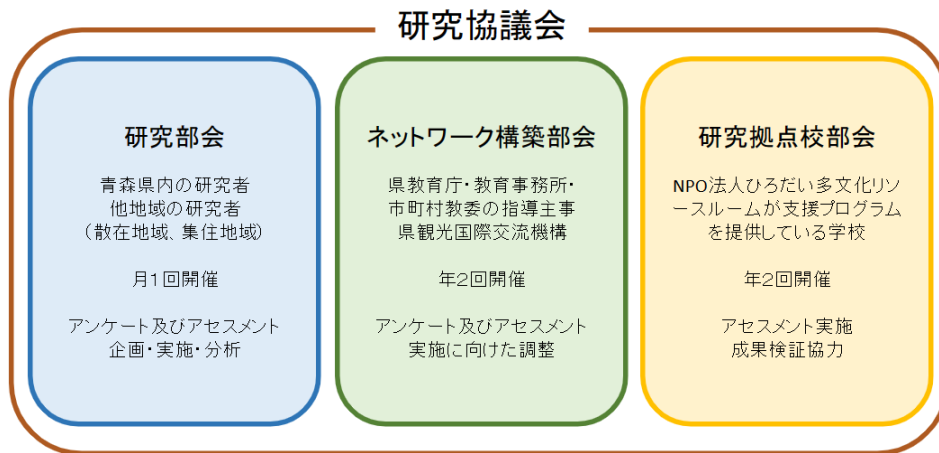 研究協議会
研究部会
青森県内の研究者
他地域の研究者
（散在地域、集住地域）
月１回開催
アンケート及びアセスメント
企画・実施・分析
ネットワーク構築部会
県教育庁・教育事務所・
市町村教委の指導主事
県観光国際交流機構
年２回開催
アンケート及びアセスメント
実施に向けた調整
研究拠点校部会
NPO法人ひろだい多文化リソ
ースルームが支援プログラム
を提供している学校
年２回開催
アセスメント実施
成果検証協力